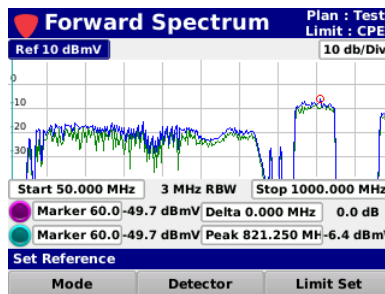 Forward Spectrum
Plan : Test
Limit : CPE
Ref 10 dBmV
10 db/Div
0
-10
20
30
Start 50.000 MHz 3 MHz RBW Stop 1000.000 MHz
Marker 60.0 -49.7 dBmV Delta 0.000 MHz 0.0 dB
Marker 60.0 -49.7 dBmV Peak 821.250 MH -6.4 dBm
Set Reference
Mode Detector Limit Set